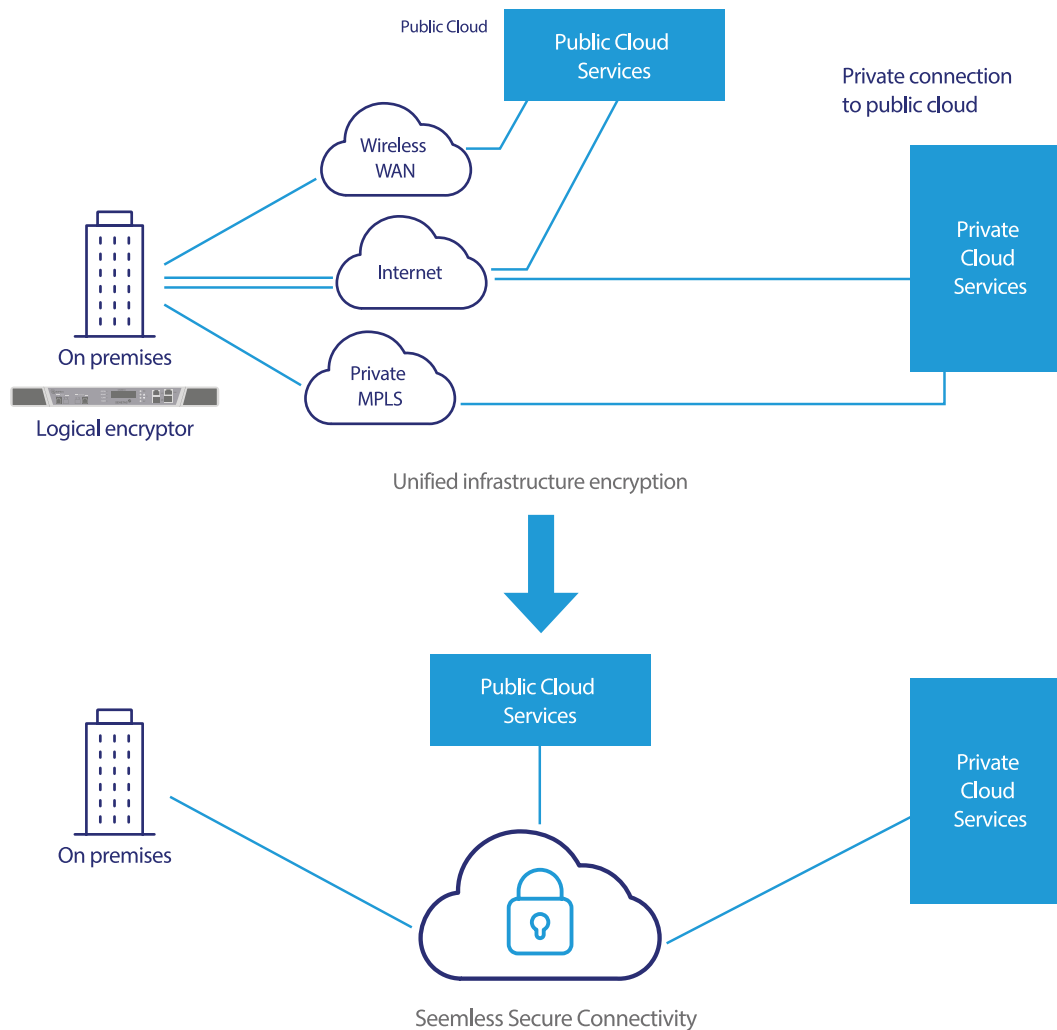 Public Cloud
Public Cloud
Services
Private connection
to public cloud
Wireless
WAN
Private
Cloud
Services
Internet
On premises
Private
MPLS
Logical encryptor
Unified infrastructure encryption
Public Cloud
Services
Private
Cloud
Services
On premises
Seemless Secure Connectivity